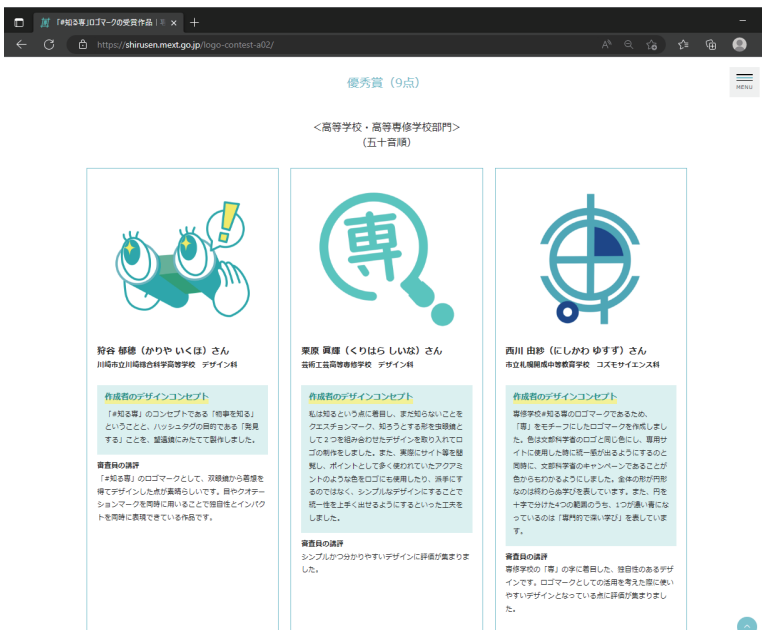 「#知る専」ロゴマークの受賞作品 |
https://shirusen.mext.go.jp/logo-contest-a02/
MENU
優秀賞（9点）
＜高等学校・高等専修学校部門＞
（五十音順）
専
狩谷 郁穂（かりや いくほ）さん
川崎市立川崎総合科学高等学校　デザイン科
作成者のデザインコンセプト
「#知る専」のコンセプトである「物事を知る」
ということと、ハッシュタグの目的である「発見
する」ことを、望遠鏡にみたてて製作しました。
審査員の講評
「#知る専」のロゴマークとして、双眼鏡から着想を
得てデザインした点が素晴らしいです。目やクオテー
ションマークを同時に用いることで独自性とインパク
トを同時に表現できている作品です。
栗原 眞輝（くりはら しいな）さん
芸術工芸高等専修学校　デザイン科
作成者のデザインコンセプト
私は知るという点に着目し、まだ知らないことを
クエスチョンマーク、知ろうとする形を虫眼鏡と
して２つを組み合わせたデザインを取り入れてロ
ゴの制作をしました。また、実際にサイト等を閲
覧し、ポイントとして多く使われていたアクアミ
ントのような色をロゴにも使用したり、派手にす
るのではなく、シンプルなデザインにすることで
統一性を上手く出せるようにするといった工夫を
しました。
審査員の講評
シンプルかつ分かりやすいデザインに評価が集まりま
した。
西川 由紗（にしかわ ゆすず）さん
市立札幌開成中等教育学校　コズモサイエンス科
作成者のデザインコンセプト
専修学校#知る専のロゴマークであるため、
「専」をモチーフにしたロゴマークを作成しまし
た。色は文部科学省のロゴと同じ色にし、専用サ
イトに使用した時に統一感が出るようにするのと
同時に、文部科学省のキャンペーンであることが
色からもわかるようにしました。全体の形が円形
なのは終わらぬ学びを表しています。また、円を
十字で分けた4つの範囲のうち、1つが濃い青にな
っているのは「専門的で深い学び」を表していま
す。
審査員の講評
専修学校の「専」の字に着目した、独自性のあるデザ
インです。ロゴマークとしての活用を考えた際に使い
やすいデザインとなっている点に評価が集まりまし
た。